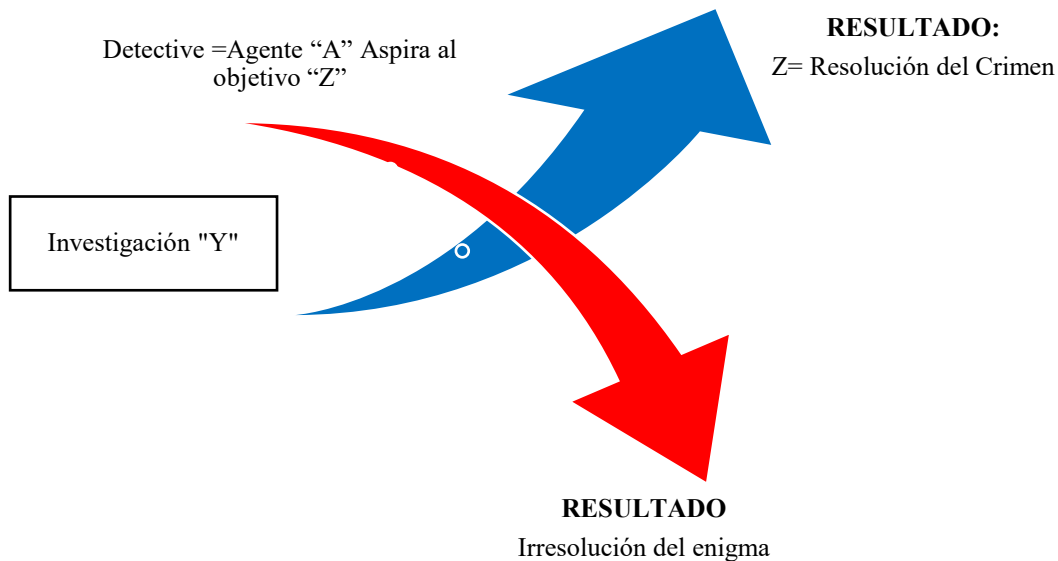 Detective =Agente “A” Aspira al
objetivo “Z”
RESULTADO:
Z= Resolución del Crimen
Investigación "Y"
RESULTADO
Irresolución del enigma